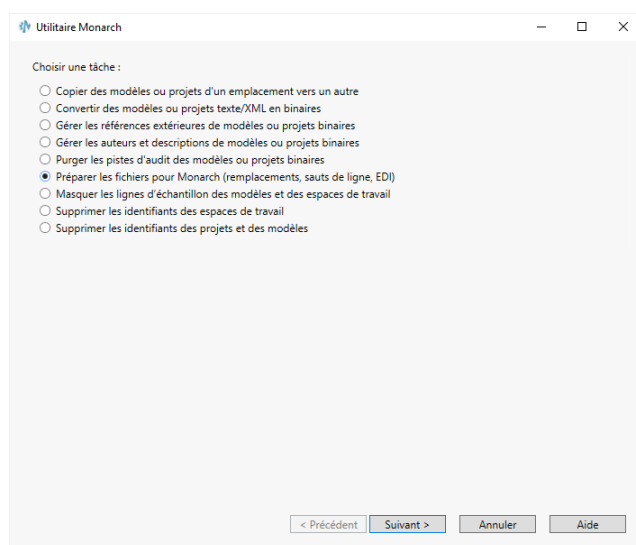 Utilitaire Monarch
Choisir une tâche :
Copier des modèles ou projets d'emplacement vers un autre
Convertir des modèles ou projets texte/XML en binaires
Gérer les références extérieures de modèles ou projets binaires
Gérer les auteurs et descriptions de modèles ou projets binaires
Purger les pistes d'audit des modèles ou projets binaires
Préparer les fichiers pour Monarch (remplacements, sauts de ligne, EDI)
Masquer les lignes d’échantillon des modèles et des espaces de travail
Supprimer les identifiants des espaces de travail
Supprimer les identifiants des projets et des modèles
< Précédent Suivant > Annuler Aide